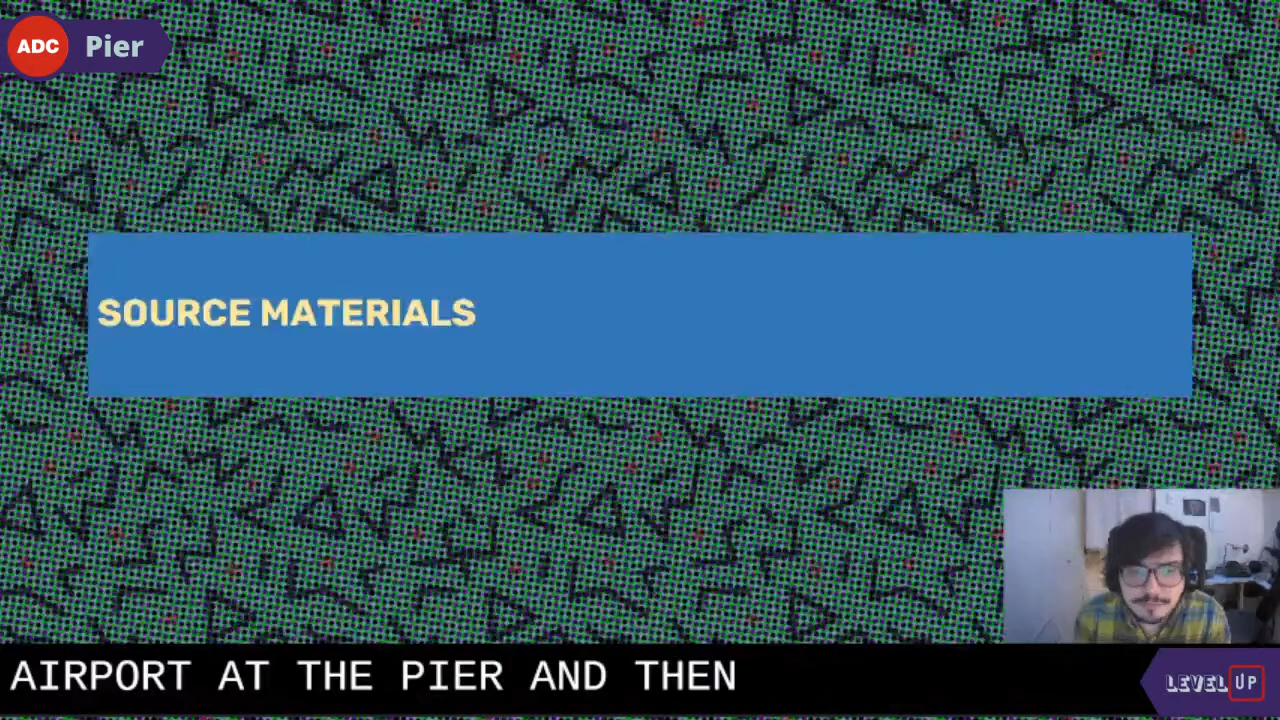 ADC Pier
SOURCE MATERIALS
AIRPORT AT THE PIER AND THEN
LEVEL UP